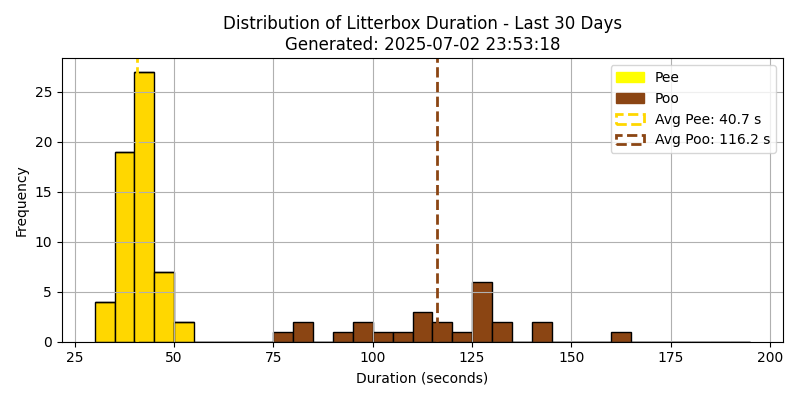 Distribution of Litterbox Duration - Last 30 Days
Generated: 2025-07-02 23:53:18
Pee
Poo
Avg Pee: 40.7 s
Avg Poo: 116.2 s
Frequency
25
20
15
10
5
0
25 50 75 100 125 150 175 200
Duration (seconds)